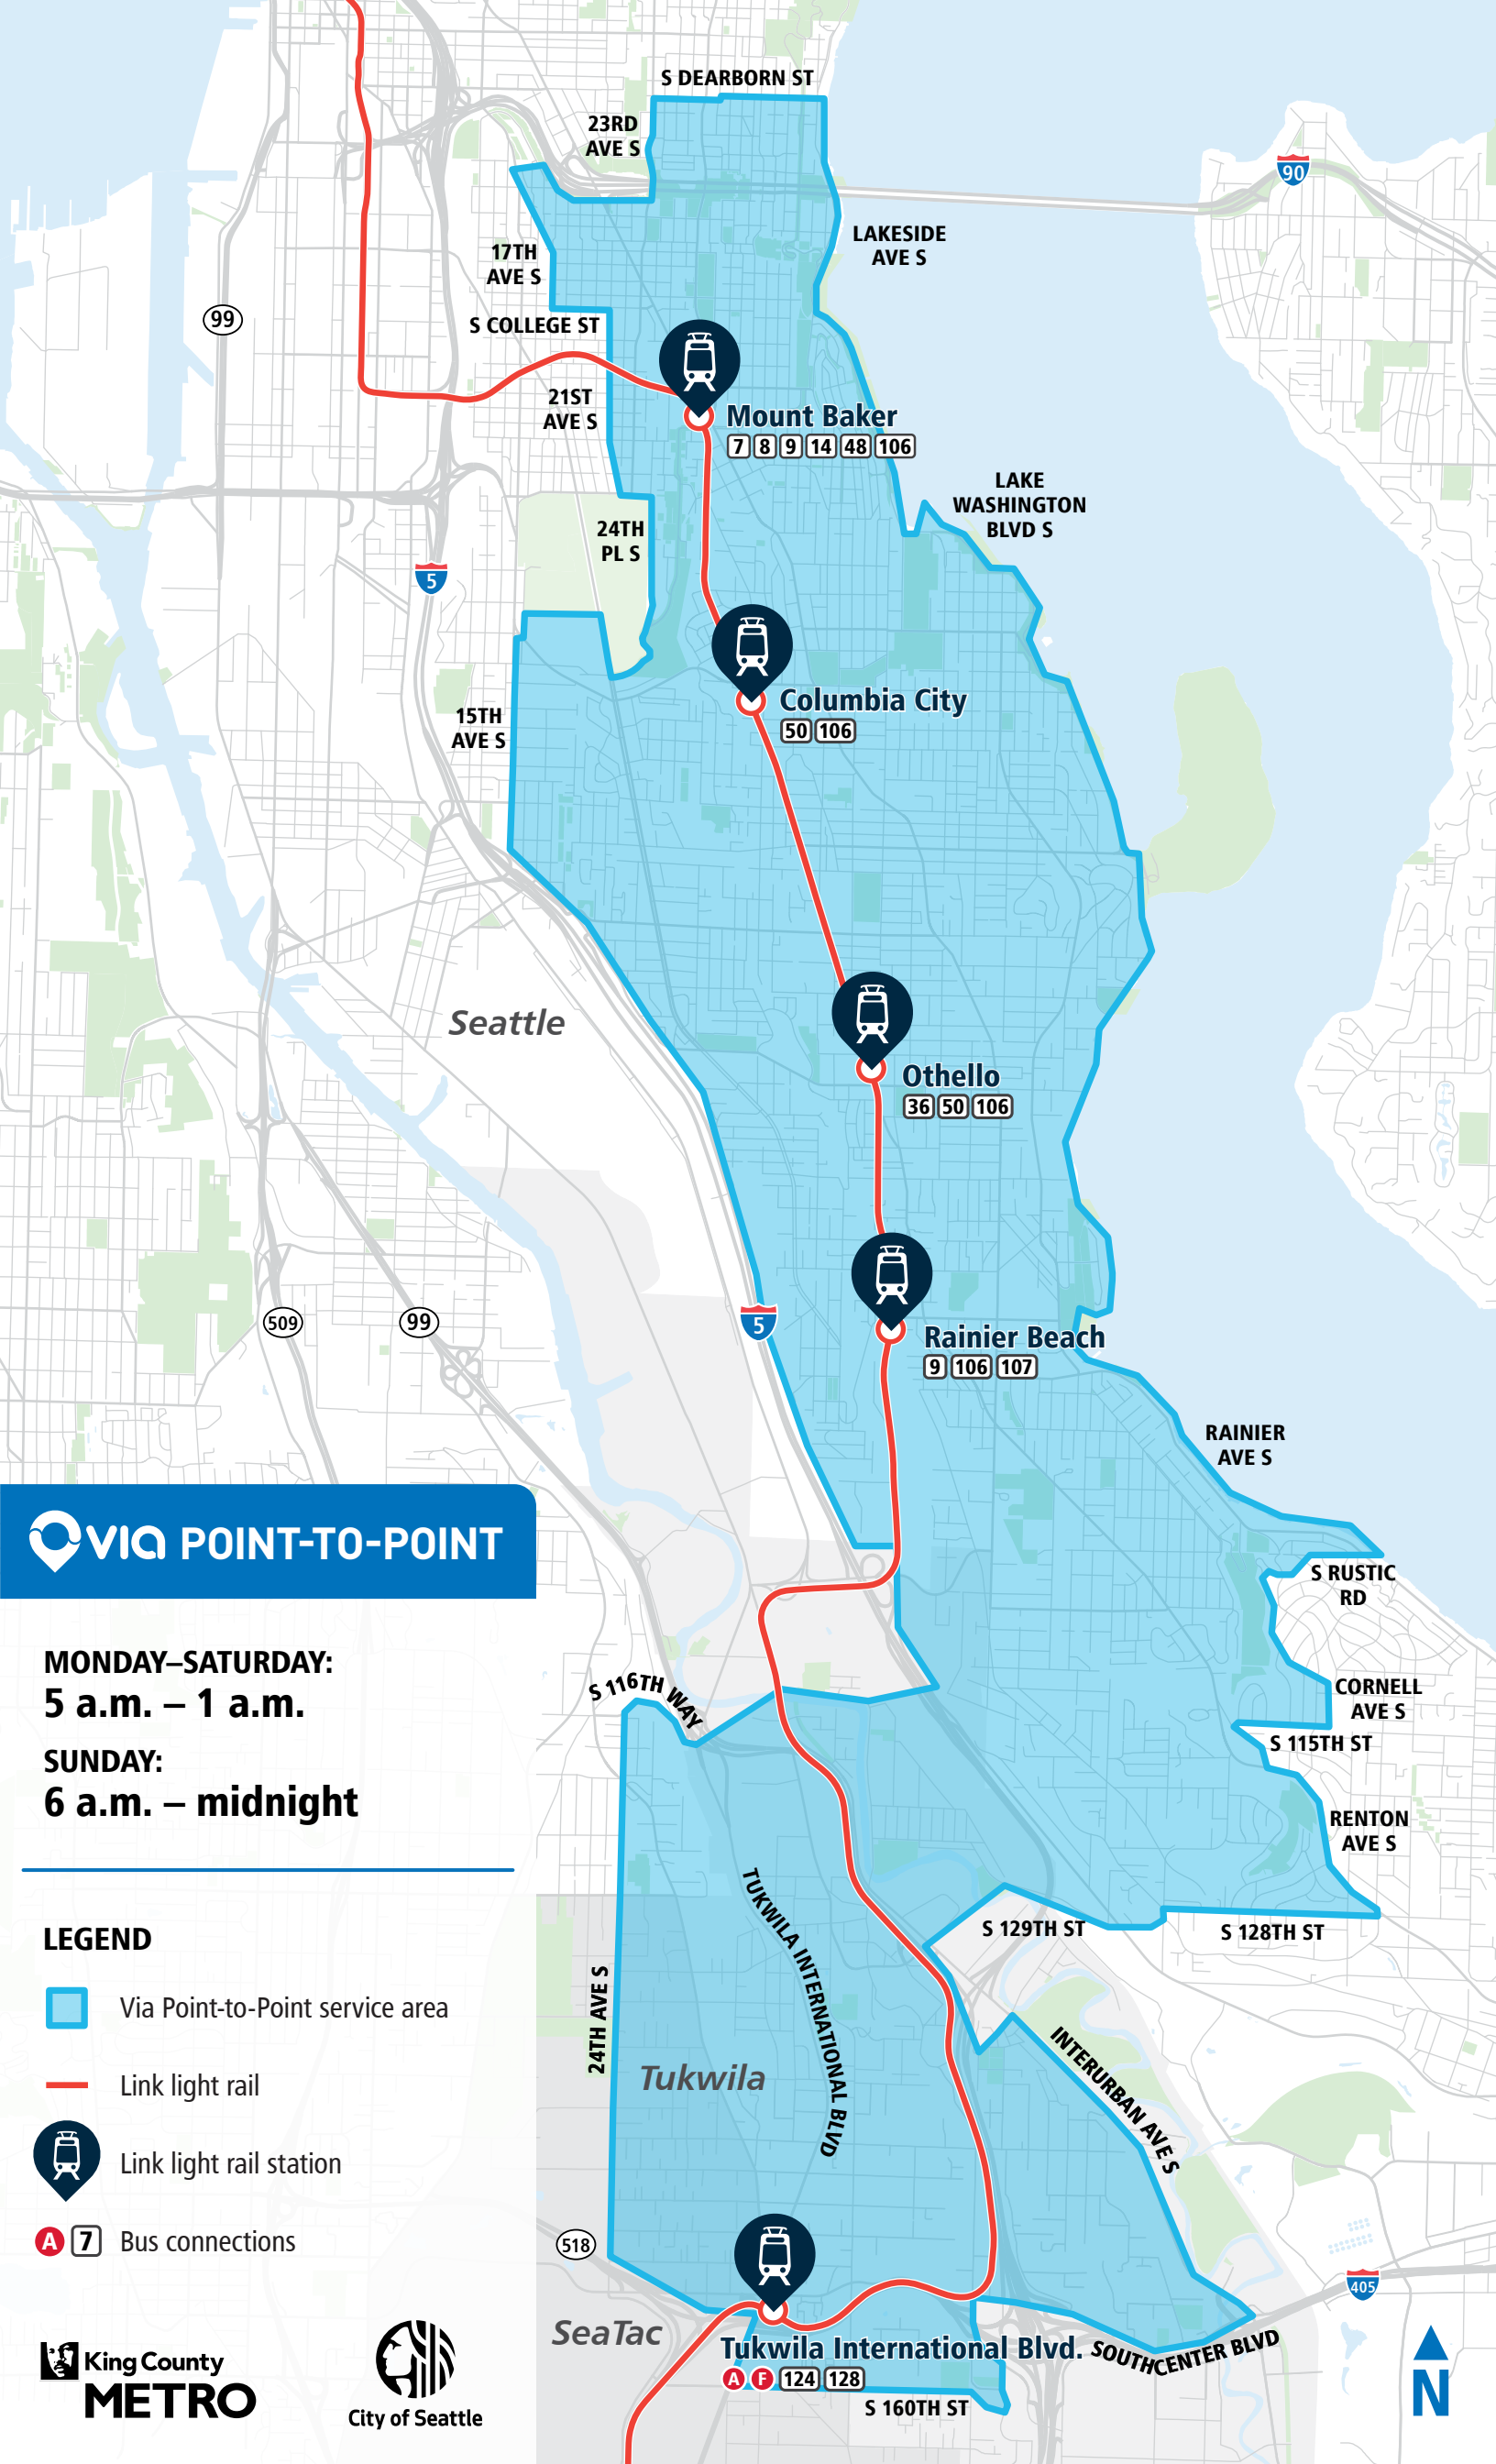 S DEARBORN ST
23RD
AVE S
90
LAKESIDE
AVE S
17TH
AVE S
99
S COLLEGE ST
21ST
AVE S
Mount Baker
7 8 9 14 48 106
LAKE
WASHINGTON
BLVD S
24TH
PL S
5
Columbia City
50 106
15TH
AVE S
Seattle
Othello
36 50 106
509
99
5
Rainier Beach
9 106 107
RAINIER
AVE S
via POINT-TO-POINT
S RUSTIC
RD
MONDAY–SATURDAY:
5 a.m. – 1 a.m.
SUNDAY:
6 a.m. – midnight
S 116TH WAY
CORNELL
AVE S
S 115TH ST
RENTON
AVE S
S 129TH ST
S 128TH ST
TUKWILA INTERNATIONAL BLVD
24TH AVE S
Tukwila
INTERURBAN AVE S
LEGEND
Via Point-to-Point service area
Link light rail
Link light rail station
A 7 Bus connections
518
405
SeaTac
Tukwila International Blvd.
A F 124 128
SOUTHCENTER BLVD
S 160TH ST
King County
METRO
City of Seattle
N